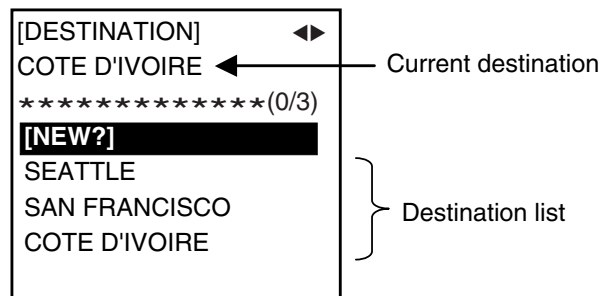 [DESTINATION] ◀▶
COTE D'IVOIRE
Current destination
*************(0/3)
[NEW?]
SEATTLE
SAN FRANCISCO
COTE D'IVOIRE
Destination list